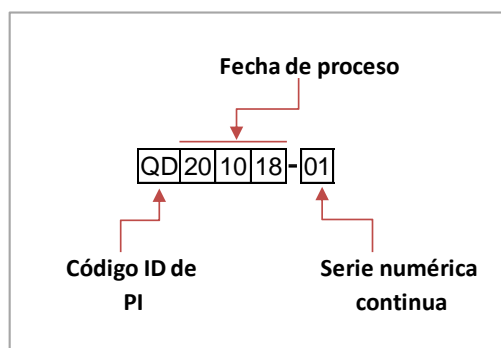 Fecha de proceso
QD 20 10 18 - 01
Código ID de
PI
Serie numérica
continua